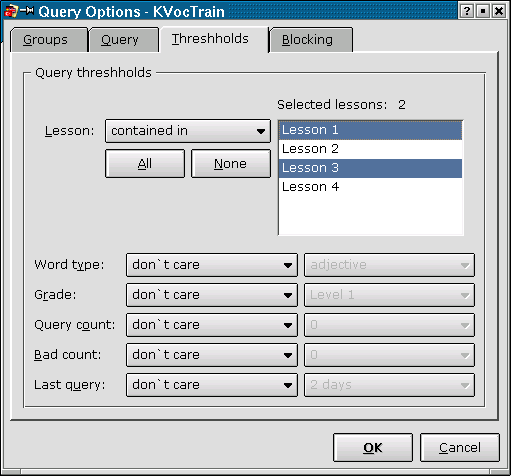 Query Options - KVocTrain
Groups Query Threshholds Blocking
Query threshholds
Selected lessons: 2
Lesson: contained in
All None
Lesson 1
Lesson 2
Lesson 3
Lesson 4
Word type: don`t care adjective
Grade: don`t care Level 1
Query count: don`t care 0
Bad count: don`t care 0
Last query: don`t care 2 days
OK Cancel